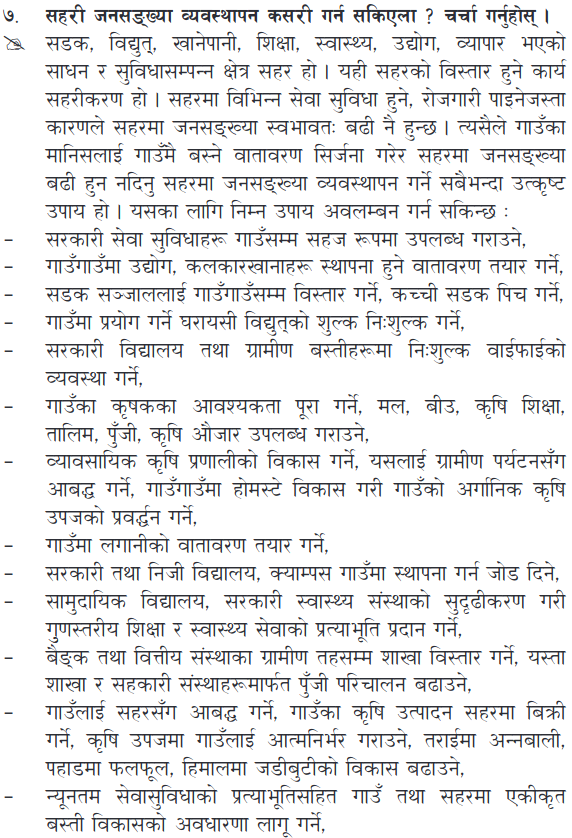 ७. सहरी जनसङ्ख्या व्यवस्थापन कसरी गर्न सकिएला ? चर्चा गर्नुहोस् ।
सडक, विद्युत्, खानेपानी, शिक्षा, स्वास्थ्य, उद्योग, व्यापार भएको
साधन र सुविधासम्पन्न क्षेत्र सहर हो । यही सहरको विस्तार हुने कार्य
सहरीकरण हो । सहरमा विभिन्न सेवा सुविधा हुने, रोजगारी पाइनेजस्ता
कारणले सहरमा जनसङ्ख्या स्वभावतः बढी नै हुन्छ । त्यसैले गाउँका
मानिसलाई गाउँमै बस्ने वातावरण सिर्जना गरेर सहरमा जनसङ्ख्या
बढी हुन नदिनु सहरमा जनसङ्ख्या व्यवस्थापन गर्ने सबैभन्दा उत्कृष्ट
उपाय हो । यसका लागि निम्न उपाय अवलम्बन गर्न सकिन्छ :
– सरकारी सेवा सुविधाहरू गाउँसम्म सहज रूपमा उपलब्ध गराउने,
– गाउँगाउँमा उद्योग, कलकारखानाहरू स्थापना हुने वातावरण तयार गर्ने,
– सडक सञ्जाललाई गाउँगाउँसम्म विस्तार गर्ने, कच्ची सडक पिच गर्ने,
– गाउँमा प्रयोग गर्ने घरायसी विद्युत्को शुल्क निःशुल्क गर्ने,
– सरकारी विद्यालय तथा ग्रामीण बस्तीहरूमा निःशुल्क वाईफाईको
व्यवस्था गर्ने,
– गाउँका कृषकका आवश्यकता पूरा गर्ने, मल, बीउ, कृषि शिक्षा,
तालिम, पुँजी, कृषि औजार उपलब्ध गराउने,
– व्यावसायिक कृषि प्रणालीको विकास गर्ने, यसलाई ग्रामीण पर्यटनसँग
आबद्ध गर्ने, गाउँगाउँमा होमस्टे विकास गरी गाउँको अर्गानिक कृषि
उपजको प्रवर्द्धन गर्ने,
– गाउँमा लगानीको वातावरण तयार गर्ने,
– सरकारी तथा निजी विद्यालय, क्याम्पस गाउँमा स्थापना गर्न जोड दिने,
– सामुदायिक विद्यालय, सरकारी स्वास्थ्य संस्थाको सुदृढीकरण गरी
गुणस्तरीय शिक्षा र स्वास्थ्य सेवाको प्रत्याभूति प्रदान गर्ने,
– बैङ्क तथा वित्तीय संस्थाका ग्रामीण तहसम्म शाखा विस्तार गर्ने, यस्ता
शाखा र सहकारी संस्थाहरूमार्फत पुँजी परिचालन बढाउने,
– गाउँलाई सहरसँग आबद्ध गर्ने, गाउँका कृषि उत्पादन सहरमा बिक्री
गर्ने, कृषि उपजमा गाउँलाई आत्मनिर्भर गराउने, तराईमा अन्नबाली,
पहाडमा फलफूल, हिमालमा जडीबुटीको विकास बढाउने,
– न्यूनतम सेवासुविधाको प्रत्याभूतिसहित गाउँ तथा सहरमा एकीकृत
बस्ती विकासको अवधारणा लागू गर्ने,